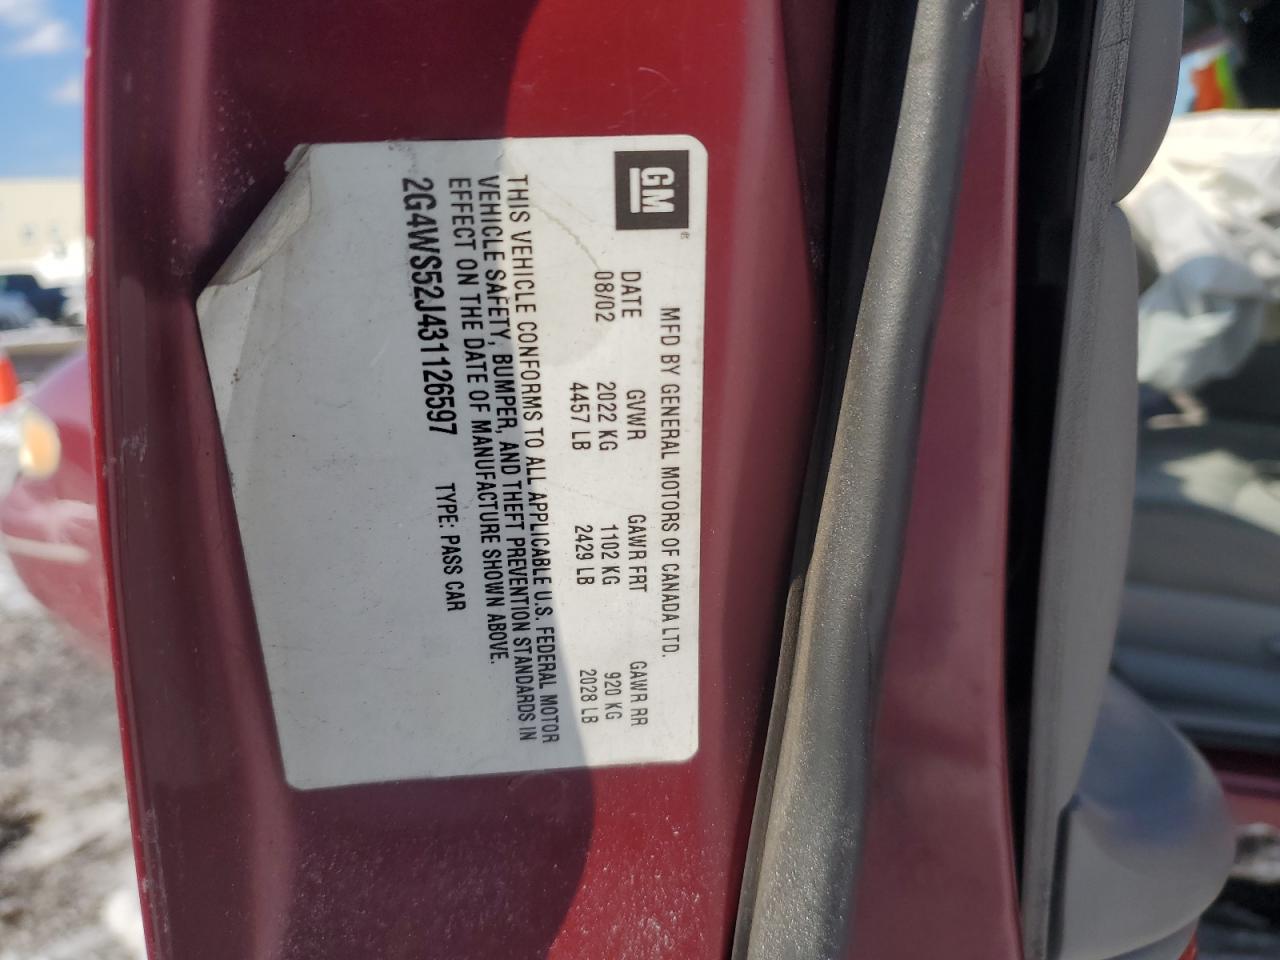 GM®
MFD BY GENERAL MOTORS OF CANADA LTD.
DATE GVWR GAWR FRT GAWR RR
08/02 2022 KG 1102 KG 920 KG
4457 LB 2429 LB 2028 LB
THIS VEHICLE CONFORMS TO ALL APPLICABLE U.S. FEDERAL MOTOR
VEHICLE SAFETY, BUMPER, AND THEFT PREVENTION STANDARDS IN
EFFECT ON THE DATE OF MANUFACTURE SHOWN ABOVE.
2G4WS52J431126597 TYPE: PASS CAR